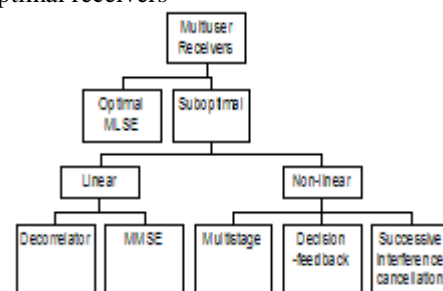 optimal receivers
Multiuser
Receivers
Optimal
MLSE
Suboptimal
Linear
Non-linear
Decorrelator
MMSE
Multistage
Decision
-feedback
Successive
Interference
cancellation